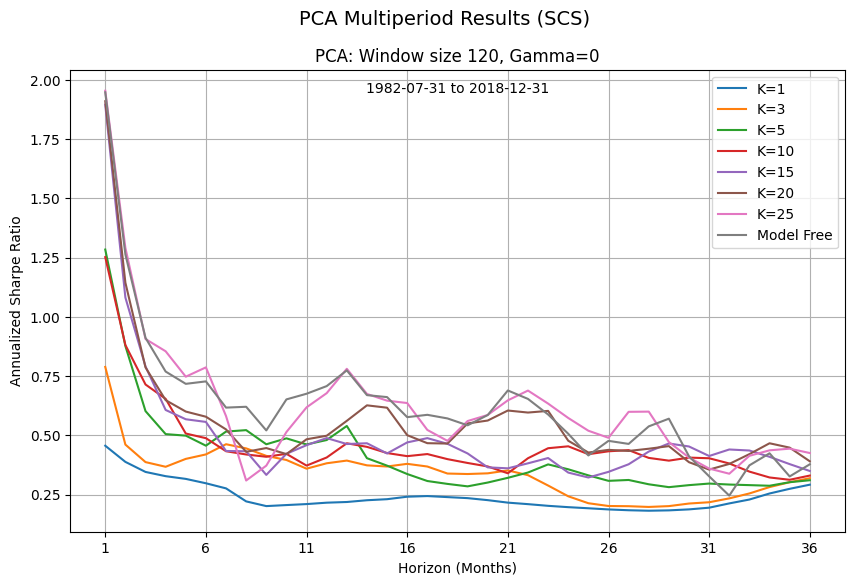 PCA Multiperiod Results (SCS)
PCA: Window size 120, Gamma=0
1982-07-31 to 2018-12-31
K=1
K=3
K=5
K=10
K=15
K=20
K=25
Model Free
Annualized Sharpe Ratio
2.00
1.75
1.50
1.25
1.00
0.75
0.50
0.25
1 6 11 16 21 26 31 36
Horizon (Months)